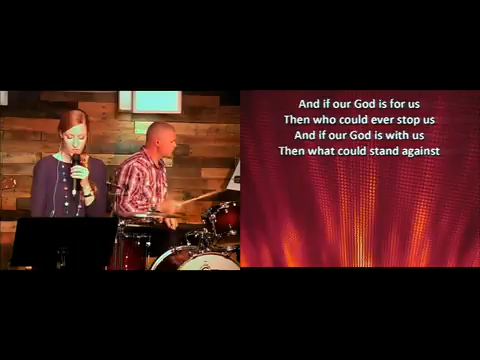 And if our God is for us
Then who could ever stop us
And if our God is with us
Then what could stand against